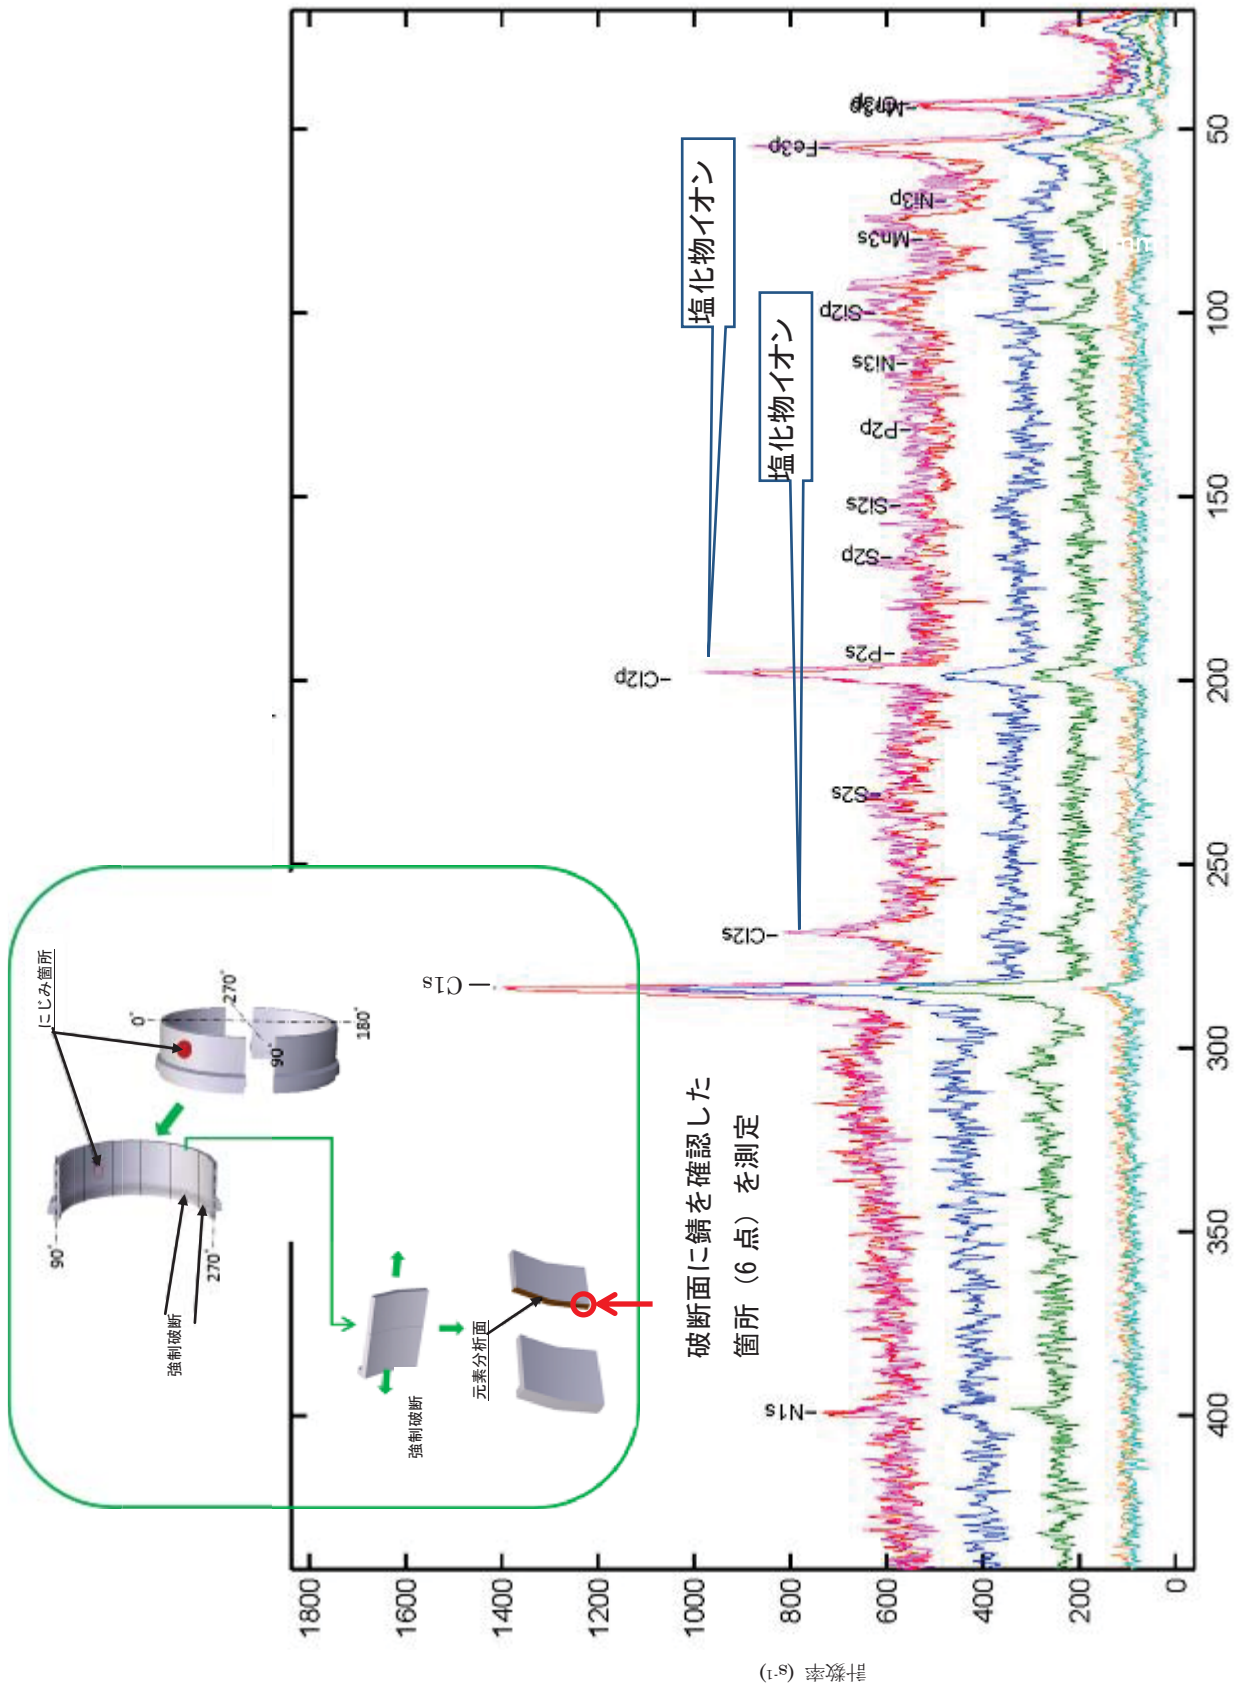 にじみ箇所
0°
270°
90
180°
90°
270°
強制破断
強制破断
元素分析面
破断面に錆を確認した
箇所（6 点）を測定
塩化物イオン
塩化物イオン
C1s
N1s
Cl2s
S2s
Cl2p
P2s
S2p
Si2s
P2p
Ni3s
Si2p
Mn3s
Ni3p
Fe3p
1800
1600
1400
1200
1000
800
600
400
200
0
400
350
300
250
200
150
100
50
計数率 (s⁻¹)